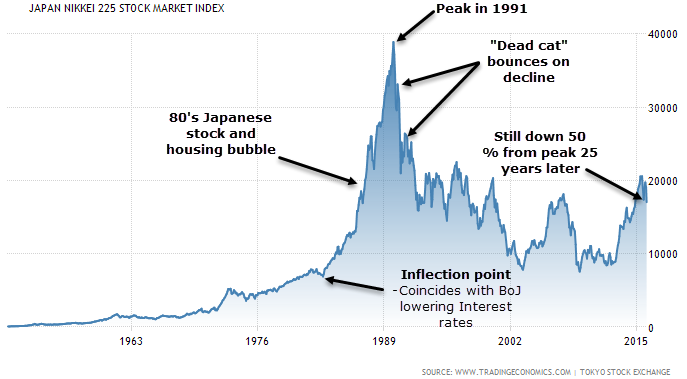 JAPAN NIKKEI 225 STOCK MARKET INDEX
Peak in 1991
"Dead cat"
bounces on
decline
80's Japanese
stock and
housing bubble
Still down 50
% from peak 25
years later
Inflection point
-Coincides with BoJ
lowering Interest
rates
40000
30000
20000
10000
0
1963
1976
1989
2002
2015
SOURCE: WWW.TRADINGECONOMICS.COM | TOKYO STOCK EXCHANGE